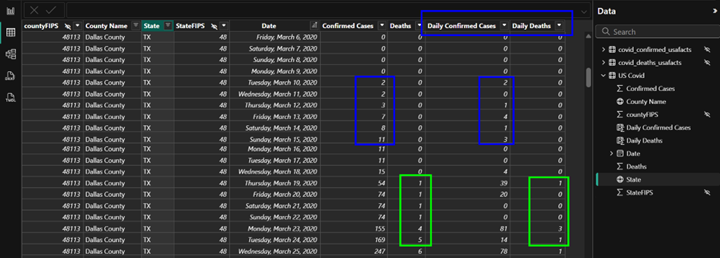 countyFIPS County Name State StateFIPS Date Confirmed Cases Deaths Daily Confirmed Cases Daily Deaths
48113 Dallas County TX 48 Friday, March 6, 2020 0 0 0 0
48113 Dallas County TX 48 Saturday, March 7, 2020 0 0 0 0
48113 Dallas County TX 48 Sunday, March 8, 2020 0 0 0 0
48113 Dallas County TX 48 Monday, March 9, 2020 0 0 0 0
48113 Dallas County TX 48 Tuesday, March 10, 2020 2 0 2 0
48113 Dallas County TX 48 Wednesday, March 11, 2020 2 0 0 0
48113 Dallas County TX 48 Thursday, March 12, 2020 3 0 1 0
48113 Dallas County TX 48 Friday, March 13, 2020 7 0 4 0
48113 Dallas County TX 48 Saturday, March 14, 2020 8 0 1 0
48113 Dallas County TX 48 Sunday, March 15, 2020 11 0 3 0
48113 Dallas County TX 48 Monday, March 16, 2020 11 0 0 0
48113 Dallas County TX 48 Tuesday, March 17, 2020 11 0 0 0
48113 Dallas County TX 48 Wednesday, March 18, 2020 15 0 4 0
48113 Dallas County TX 48 Thursday, March 19, 2020 54 1 39 1
48113 Dallas County TX 48 Friday, March 20, 2020 74 1 20 0
48113 Dallas County TX 48 Saturday, March 21, 2020 74 1 0 0
48113 Dallas County TX 48 Sunday, March 22, 2020 74 1 0 0
48113 Dallas County TX 48 Monday, March 23, 2020 155 4 81 3
48113 Dallas County TX 48 Tuesday, March 24, 2020 169 5 14 1
48113 Dallas County TX 48 Wednesday, March 25, 2020 247 6 78 1
Data
Search
covid_confirmed_usafacts
covid_deaths_usafacts
US Covid
Confirmed Cases
County Name
countyFIPS
Daily Confirmed Cases
Daily Deaths
Date
Deaths
State
StateFIPS